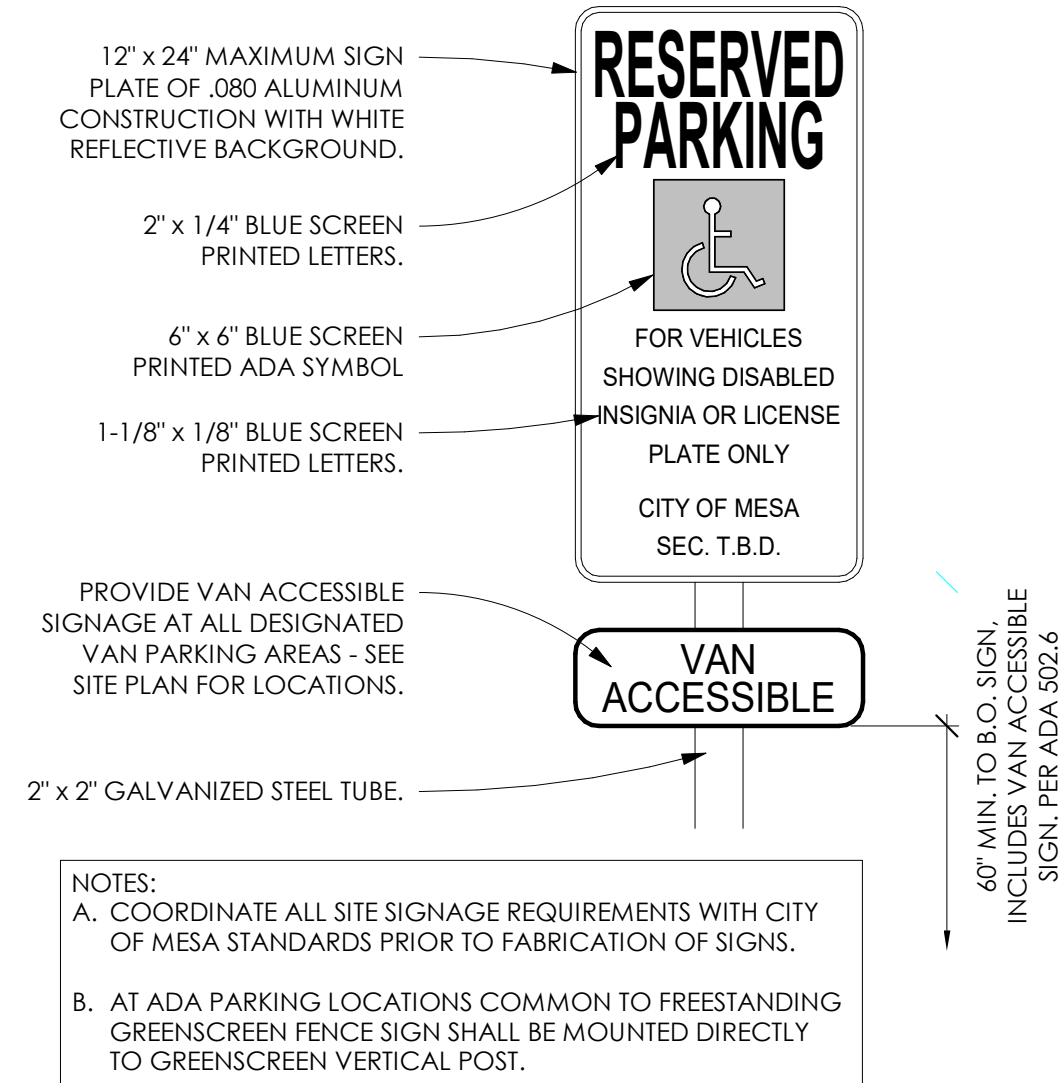 12" x 24" MAXIMUM SIGN
PLATE OF .080 ALUMINUM
CONSTRUCTION WITH WHITE
REFLECTIVE BACKGROUND.
2" x 1/4" BLUE SCREEN
PRINTED LETTERS.
6" x 6" BLUE SCREEN
PRINTED ADA SYMBOL
1-1/8" x 1/8" BLUE SCREEN
PRINTED LETTERS.
PROVIDE VAN ACCESSIBLE
SIGNAGE AT ALL DESIGNATED
VAN PARKING AREAS - SEE
SITE PLAN FOR LOCATIONS.
2" x 2" GALVANIZED STEEL TUBE.
RESERVED
PARKING
FOR VEHICLES
SHOWING DISABLED
INSIGNIA OR LICENSE
PLATE ONLY
CITY OF MESA
SEC. T.B.D.
VAN
ACCESSIBLE
60" MIN. TO B.O. SIGN,
INCLUDES VAN ACCESSIBLE
SIGN. PER ADA 502.6
NOTES:
A. COORDINATE ALL SITE SIGNAGE REQUIREMENTS WITH CITY
OF MESA STANDARDS PRIOR TO FABRICATION OF SIGNS.
B. AT ADA PARKING LOCATIONS COMMON TO FREESTANDING
GREENSCREEN FENCE SIGN SHALL BE MOUNTED DIRECTLY
TO GREENSCREEN VERTICAL POST.